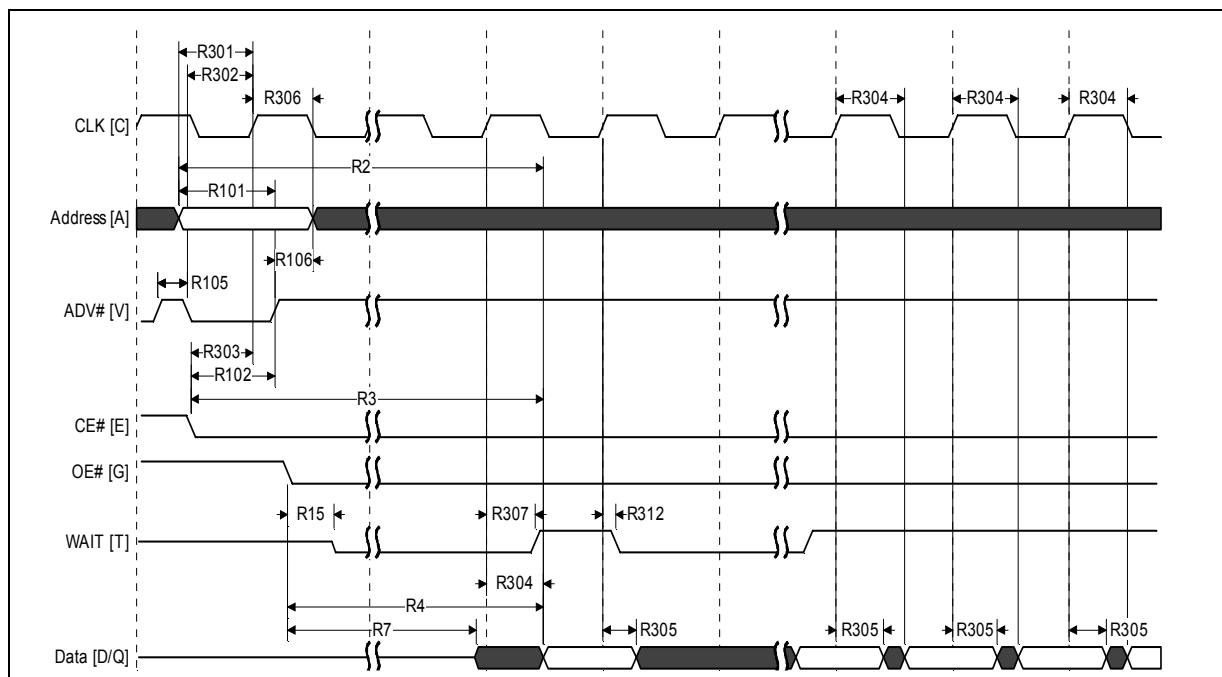 R301
R302
R306
R304 R304 R304
CLK [C]
R2
R101
Address [A]
R106
R105
ADV# [V]
R303
R102
R3
CE# [E]
OE# [G]
R15 R307 R312
WAIT [T]
R304
R4
R7 R305 R305 R305 R305
Data [D/Q]